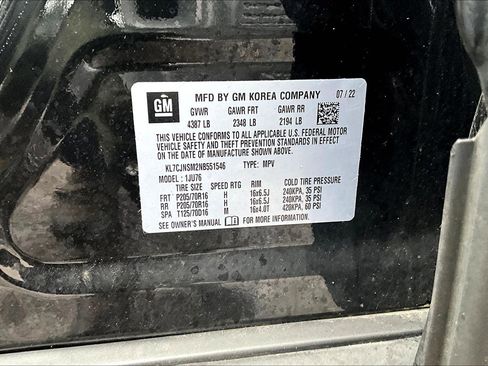 GM
MFD BY GM KOREA COMPANY 07 / 22
GVWR GAWR FRT GAWR RR
4387 LB 2348 LB 2194 LB
THIS VEHICLE CONFORMS TO ALL APPLICABLE U.S. FEDERAL MOTOR
VEHICLE SAFETY AND THEFT PREVENTION STANDARDS IN EFFECT
ON THE DATE OF MANUFACTURE SHOWN ABOVE.
KL7CJNSM2NB551546 TYPE: MPV
MODEL: 1JU76
TIRE SIZE SPEED RTG RIM COLD TIRE PRESSURE
FRT P205/70R16 H 16x6.5J 240KPA, 35 PSI
RR P205/70R16 H 16x6.5J 240KPA, 35 PSI
SPA T125/70D16 M 16x4.0T 420KPA, 60 PSI
SEE OWNER'S MANUAL FOR MORE INFORMATION.